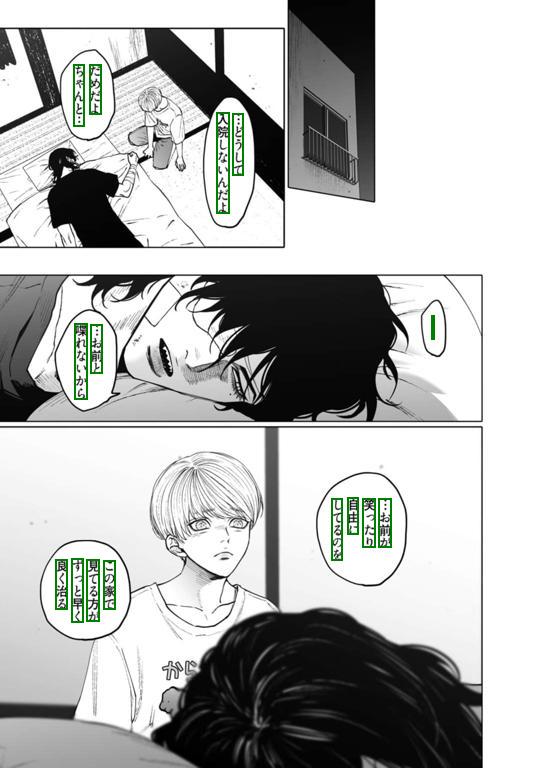 …どうして
入院しないんだよ
だめだよ
ちゃんと…
ー
…お前と
喋れないから
…お前が
笑ったり
自由に
してるのを
この家で
見てる方が
ずっと早く
良く治る
から